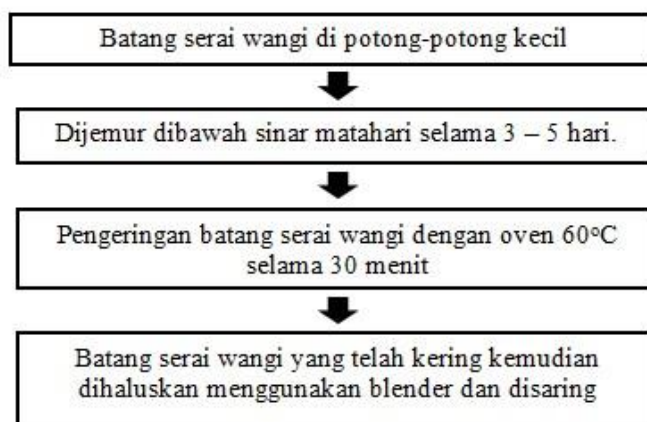 Batang serai wangi di potong-potong kecil
Dijemur dibawah sinar matahari selama 3 – 5 hari.
Pengeringan batang serai wangi dengan oven 60°C
selama 30 menit
Batang serai wangi yang telah kering kemudian
dihaluskan menggunakan blender dan disaring